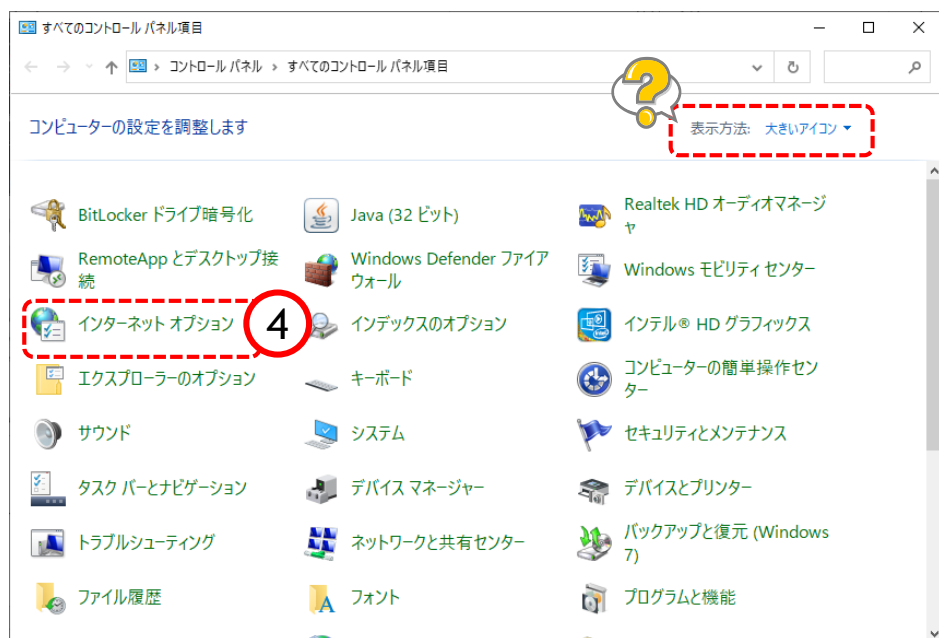 すべてのコントロール パネル項目
コントロール パネル › すべてのコントロール パネル項目
?
コンピューターの設定を調整します
表示方法: 大きいアイコン
BitLocker ドライブ暗号化
Java (32 ビット)
Realtek HD オーディオマネージ
ャ
RemoteApp とデスクトップ接
続
Windows Defender ファイア
ウォール
Windows モビリティ センター
インターネット オプション
4
インデックスのオプション
インテル® HD グラフィックス
エクスプローラーのオプション
キーボード
コンピューターの簡単操作セン
ター
サウンド
システム
セキュリティとメンテナンス
タスク バーとナビゲーション
デバイス マネージャー
デバイスとプリンター
トラブルシューティング
ネットワークと共有センター
バックアップと復元 (Windows
7)
ファイル履歴
フォント
プログラムと機能